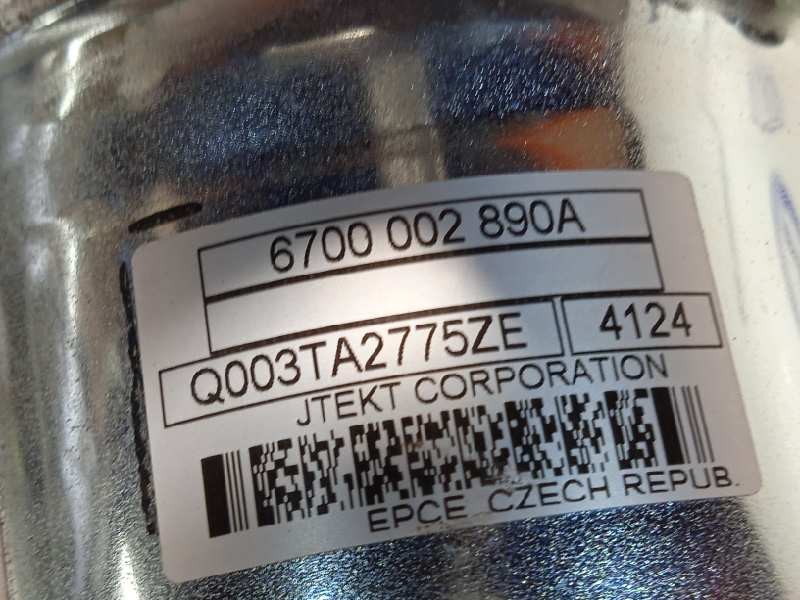 6700 002 890A
Q003TA2775ZE 4124
JTEKT CORPORATION
EPCE CZECH REPUB.